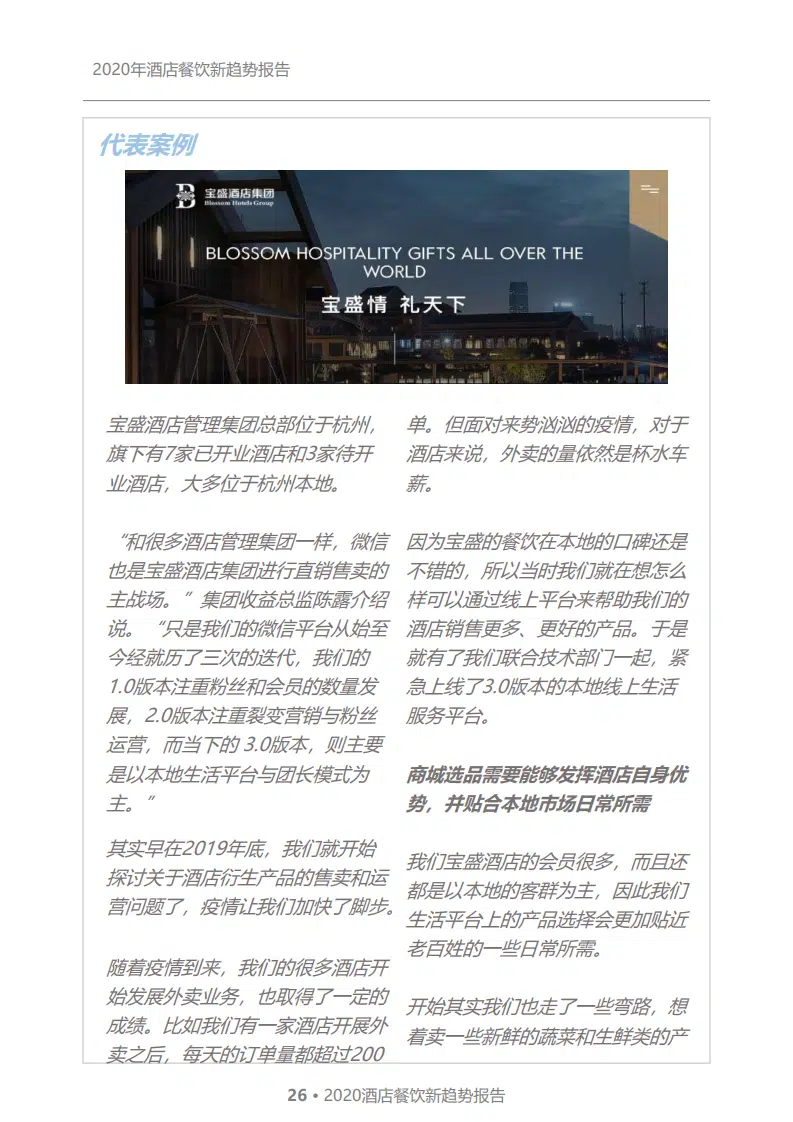 2020年酒店餐饮新趋势报告
代表案例
宝盛酒店集团
Blossom Hotels Group
BLOSSOM HOSPITALITY GIFTS ALL OVER THE
WORLD
宝盛情 礼天下
宝盛酒店管理集团总部位于杭州，
旗下有7家已开业酒店和3家待开
业酒店，大多位于杭州本地。
“和很多酒店管理集团一样，微信
也是宝盛酒店集团进行直销售卖的
主战场。”集团收益总监陈露介绍
说。“只是我们的微信平台从始至
今经就历了三次的迭代，我们的
1.0版本注重粉丝和会员的数量发
展，2.0版本注重裂变营销与粉丝
运营，而当下的 3.0版本，则主要
是以本地生活平台与团长模式为
主。”
其实早在2019年底，我们就开始
探讨关于酒店衍生产品的售卖和运
营问题了，疫情让我们加快了脚步。
随着疫情到来，我们的很多酒店开
始发展外卖业务，也取得了一定的
成绩。比如我们有一家酒店开展外
卖之后，每天的订单量都超过200
单。但面对来势汹汹的疫情，对于
酒店来说，外卖的量依然是杯水车
薪。
因为宝盛的餐饮在本地的口碑还是
不错的，所以当时我们就在想怎么
样可以通过线上平台来帮助我们的
酒店销售更多、更好的产品。于是
就有了我们联合技术部门一起，紧
急上线了3.0版本的本地线上生活
服务平台。
商城选品需要能够发挥酒店自身优
势，并贴合本地市场日常所需
我们宝盛酒店的会员很多，而且还
都是以本地的客群为主，因此我们
生活平台上的产品选择会更加贴近
老百姓的一些日常所需。
开始其实我们也走了一些弯路，想
着卖一些新鲜的蔬菜和生鲜类的产
26 • 2020酒店餐饮新趋势报告